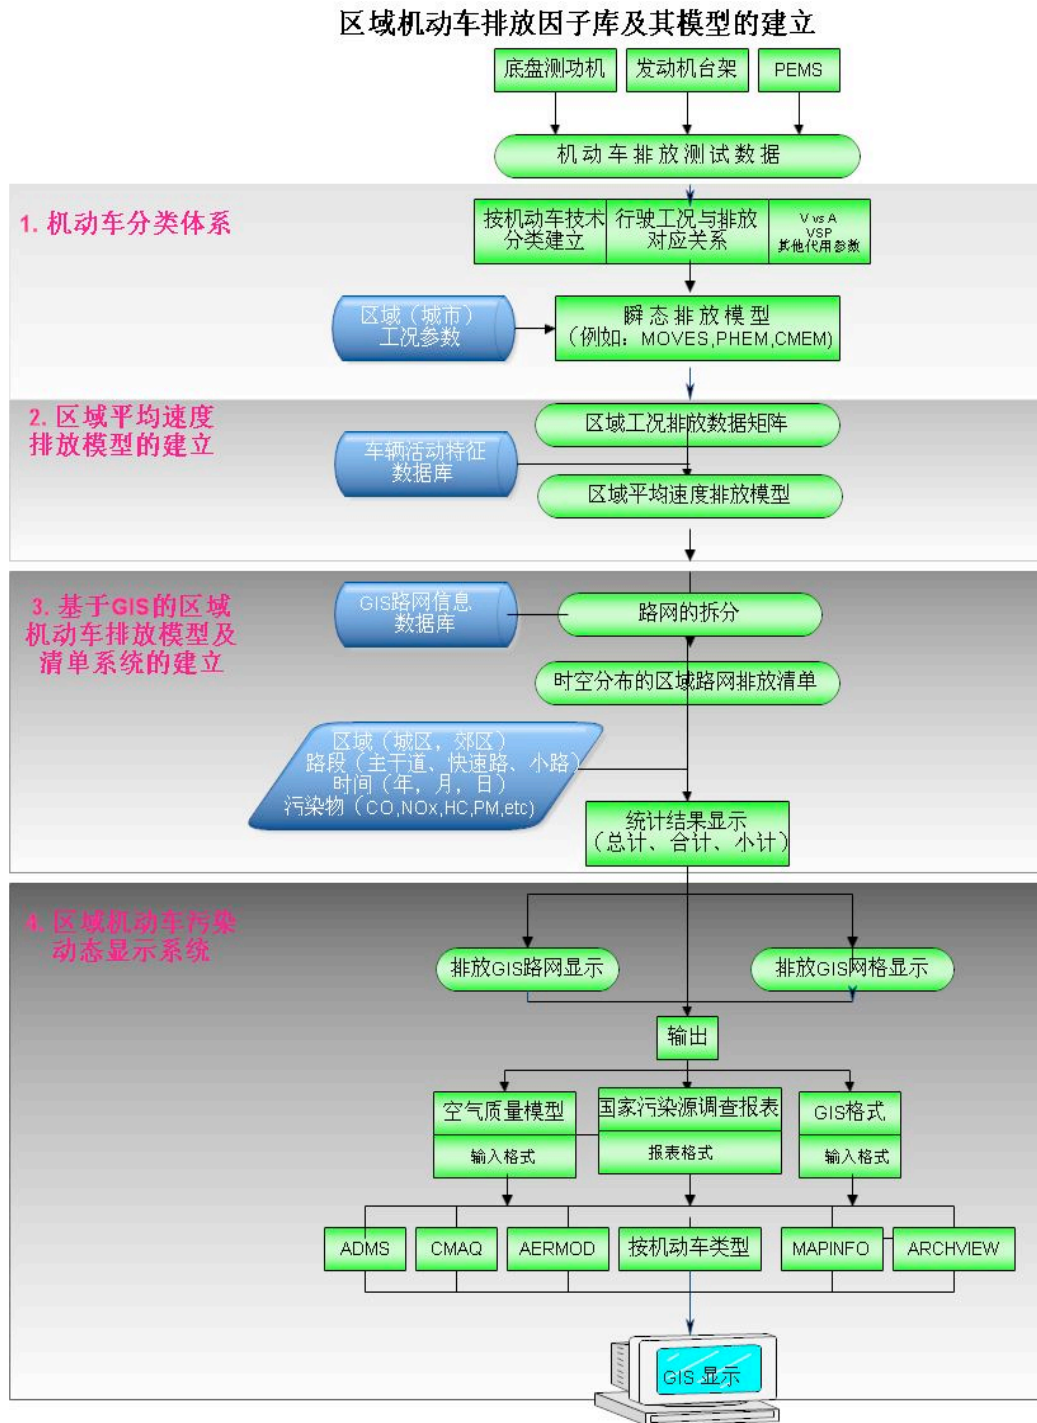 区域机动车排放因子库及其模型的建立
底盘测功机
发动机台架
PEMS
机动车排放测试数据
1. 机动车分类体系
按机动车技术
分类建立
行驶工况与排放
对应关系
V vs A
VSP
其他代用参数
区域（城市）
工况参数
瞬态排放模型
（例如：MOVES,PHEM,CMEM)
2. 区域平均速度
排放模型的建立
区域工况排放数据矩阵
车辆活动特征
数据库
区域平均速度排放模型
3. 基于GIS的区域
机动车排放模型及
清单系统的建立
GIS路网信息
数据库
路网的拆分
时空分布的区域路网排放清单
区域（城区，郊区）
路段（主干道、快速路、小路）
时间（年，月，日）
污染物（CO,NOx,HC,PM,etc)
统计结果显示
（总计、合计、小计）
4. 区域机动车污染
动态显示系统
排放GIS路网显示
排放GIS网格显示
输出
空气质量模型
输入格式
国家污染源调查报表
报表格式
GIS格式
输入格式
ADMS
CMAQ
AERMOD
按机动车类型
MAPINFO
ARCHVIEW
GIS 显示